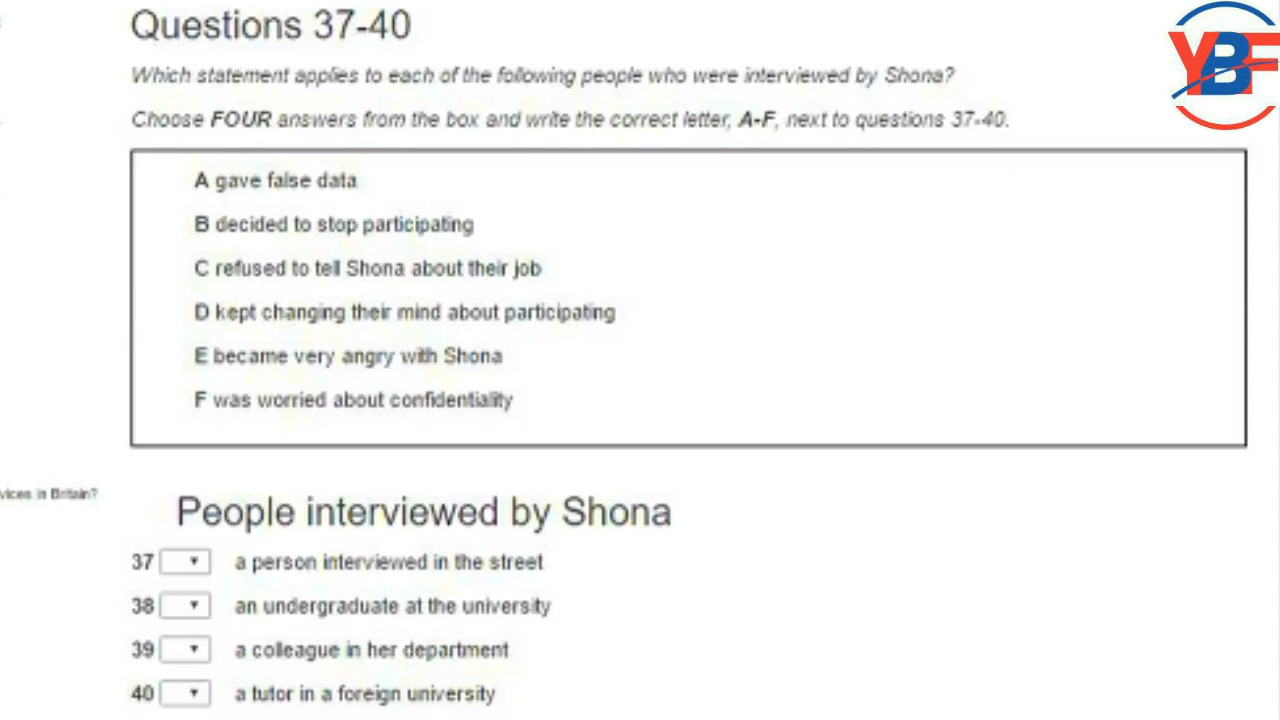 Questions 37-40
YBF
Which statement applies to each of the following people who were interviewed by Shona?
Choose FOUR answers from the box and write the correct letter, A-F, next to questions 37-40.
A gave false data
B decided to stop participating
C refused to tell Shona about their job
D kept changing their mind about participating
E became very angry with Shona
F was worried about confidentiality
vices in Britain?
People interviewed by Shona
37 a person interviewed in the street
38 an undergraduate at the university
39 a colleague in her department
40 a tutor in a foreign university